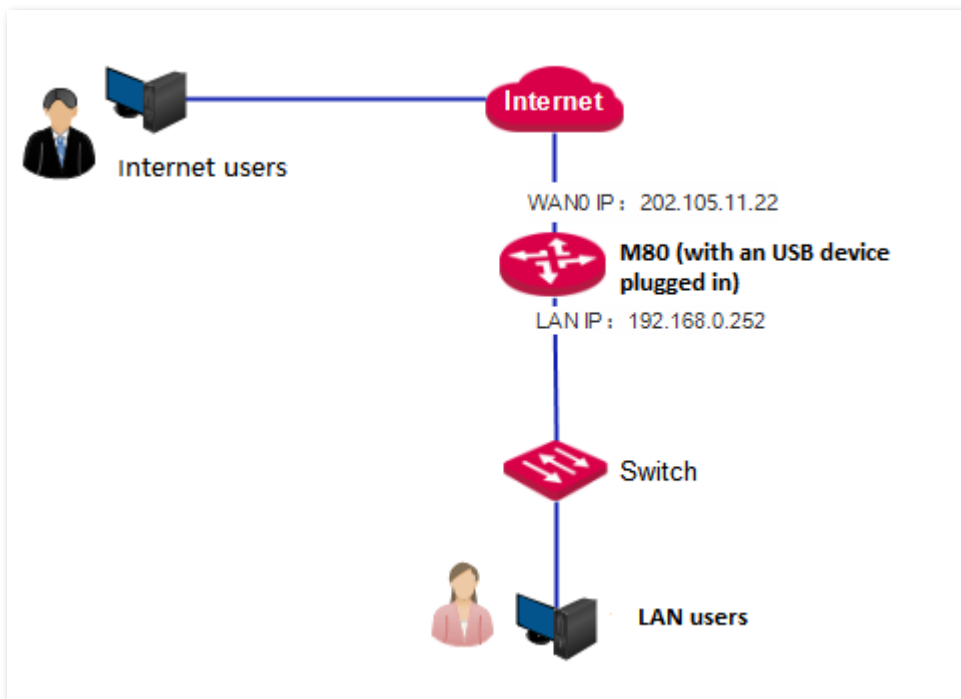 Internet
Internet users
WAN0 IP：202.105.11.22
M80 (with an USB device
plugged in)
LAN IP：192.168.0.252
Switch
LAN users